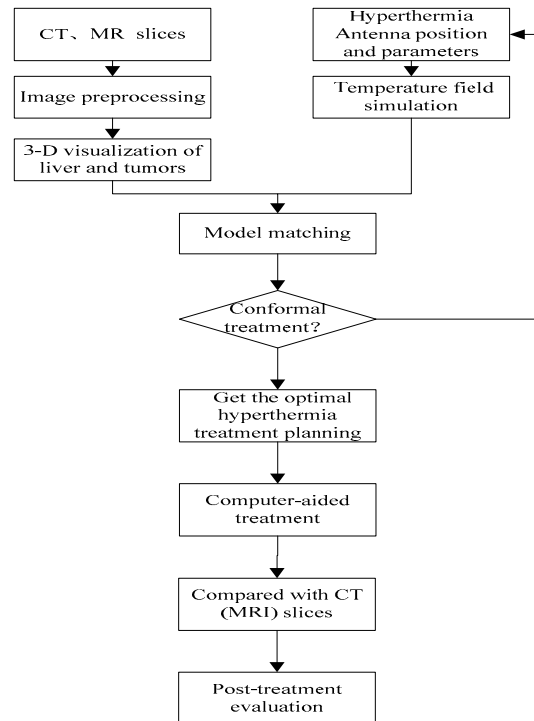 CT、MR slices
Image preprocessing
3-D visualization of
liver and tumors
Hyperthermia
Antenna position
and parameters
Temperature field
simulation
Model matching
Conformal
treatment?
Get the optimal
hyperthermia
treatment planning
Computer-aided
treatment
Compared with CT
(MRI) slices
Post-treatment
evaluation